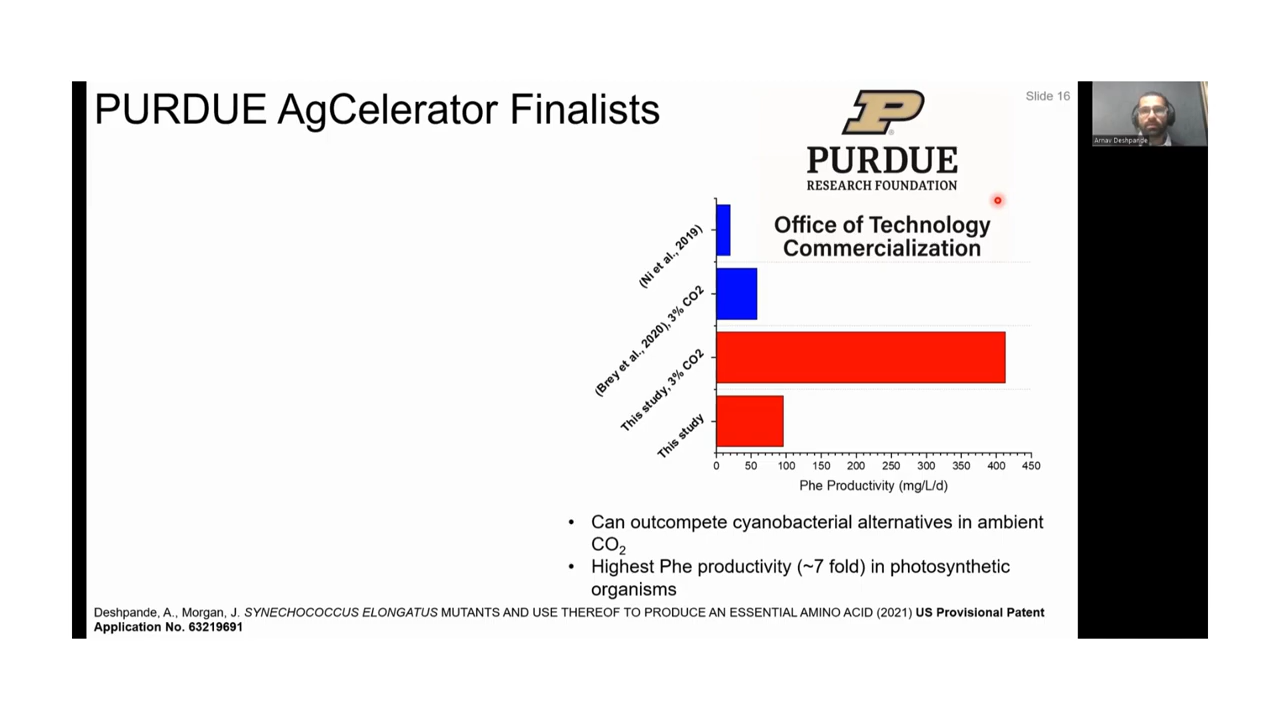 PURDUE AgCelerator Finalists
Slide 16
Arnav Deshpande
P
PURDUE
RESEARCH FOUNDATION
Office of Technology
Commercialization
(Ni et al., 2019)
(Brey et al., 2020), 3% CO2
This study, 3% CO2
This study
0 50 100 150 200 250 300 350 400 450
Phe Productivity (mg/L/d)
• Can outcompete cyanobacterial alternatives in ambient
CO₂
• Highest Phe productivity (~7 fold) in photosynthetic
organisms
Deshpande, A., Morgan, J. SYNECHOCOCCUS ELONGATUS MUTANTS AND USE THEREOF TO PRODUCE AN ESSENTIAL AMINO ACID (2021) US Provisional Patent
Application No. 63219691